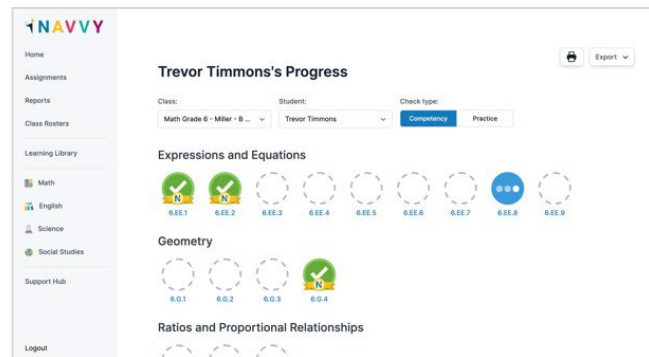 NAVVY
Home
Assignments
Reports
Class Rosters
Learning Library
Math
English
Science
Social Studies
Support Hub
Logout
Export
Trevor Timmons's Progress
Class:
Student:
Check type:
Math Grade 6 - Miller - B ...
Trevor Timmons
Competency
Practice
Expressions and Equations
N
N
6.EE.1
6.EE.2
6.EE.3
6.EE.4
6.EE.5
6.EE.6
6.EE.7
6.EE.8
6.EE.9
Geometry
N
6.G.1
6.G.2
6.G.3
6.G.4
Ratios and Proportional Relationships